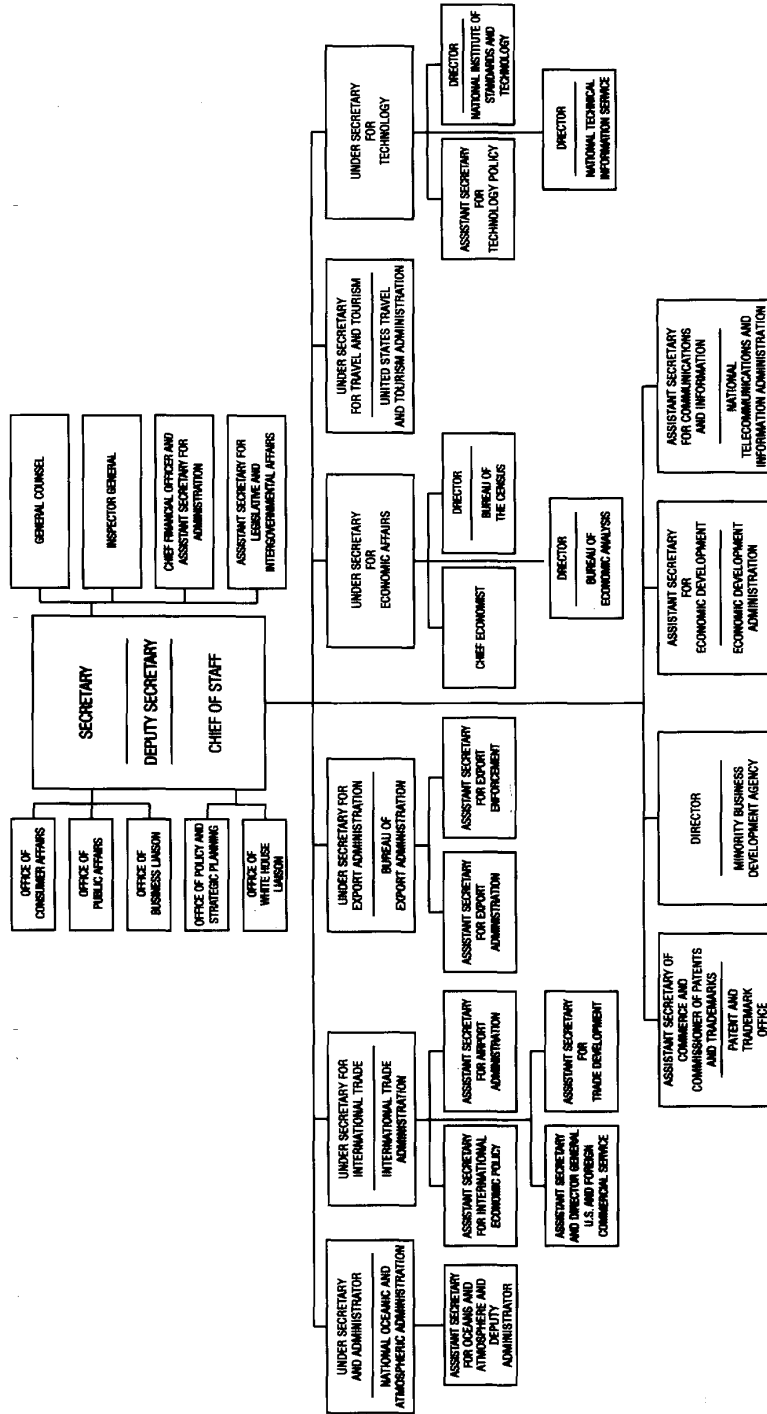 SECRETARY
DEPUTY SECRETARY
CHIEF OF STAFF
OFFICE OF
CONSUMER AFFAIRS
OFFICE OF
PUBLIC AFFAIRS
OFFICE OF
BUSINESS LIAISON
OFFICE OF POLICY AND
STRATEGIC PLANNING
OFFICE OF
WHITE HOUSE
LIAISON
GENERAL COUNSEL
INSPECTOR GENERAL
CHIEF FINANCIAL OFFICER AND
ASSISTANT SECRETARY FOR
ADMINISTRATION
ASSISTANT SECRETARY FOR
LEGISLATIVE AND
INTERGOVERNMENTAL AFFAIRS
UNDER SECRETARY
AND ADMINISTRATOR
NATIONAL OCEANIC AND
ATMOSPHERIC ADMINISTRATION
ASSISTANT SECRETARY
FOR OCEANS AND
ATMOSPHERE AND
DEPUTY
ADMINISTRATOR
UNDER SECRETARY FOR
INTERNATIONAL TRADE
INTERNATIONAL TRADE
ADMINISTRATION
ASSISTANT SECRETARY
FOR INTERNATIONAL
ECONOMIC POLICY
ASSISTANT SECRETARY
FOR AIRPORT
ADMINISTRATION
ASSISTANT SECRETARY
AND DIRECTOR GENERAL
U.S. AND FOREIGN
COMMERCIAL SERVICE
ASSISTANT SECRETARY
FOR
TRADE DEVELOPMENT
UNDER SECRETARY FOR
EXPORT ADMINISTRATION
BUREAU OF
EXPORT ADMINISTRATION
ASSISTANT SECRETARY
FOR EXPORT
ADMINISTRATION
ASSISTANT SECRETARY
FOR EXPORT
ENFORCEMENT
UNDER SECRETARY
FOR
ECONOMIC AFFAIRS
CHIEF ECONOMIST
DRECTOR
BUREAU OF
THE CENSUS
DRECTOR
BUREAU OF
ECONOMIC ANALYSIS
UNDER SECRETARY
FOR TRAVEL AND TOURISM
UNITED STATES TRAVEL
AND TOURISM ADMINISTRATION
UNDER SECRETARY
FOR
TECHNOLOGY
ASSISTANT SECRETARY
FOR
TECHNOLOGY POLICY
DRECTOR
NATIONAL INSTITUTE OF
STANDARDS AND
TECHNOLOGY
DRECTOR
NATIONAL TECHNICAL
INFORMATION SERVICE
ASSISTANT SECRETARY OF
COMMERCE AND
COMMISSIONER OF PATENTS
AND TRADEMARKS
PATENT AND
TRADEMARK
OFFICE
DIRECTOR
MINORITY BUSINESS
DEVELOPMENT AGENCY
ASSISTANT SECRETARY
FOR
ECONOMIC DEVELOPMENT
ECONOMIC DEVELOPMENT
ADMINISTRATION
ASSISTANT SECRETARY
FOR COMMUNICATIONS
AND INFORMATION
NATIONAL
TELECOMMUNICATIONS AND
INFORMATION ADMINISTRATION